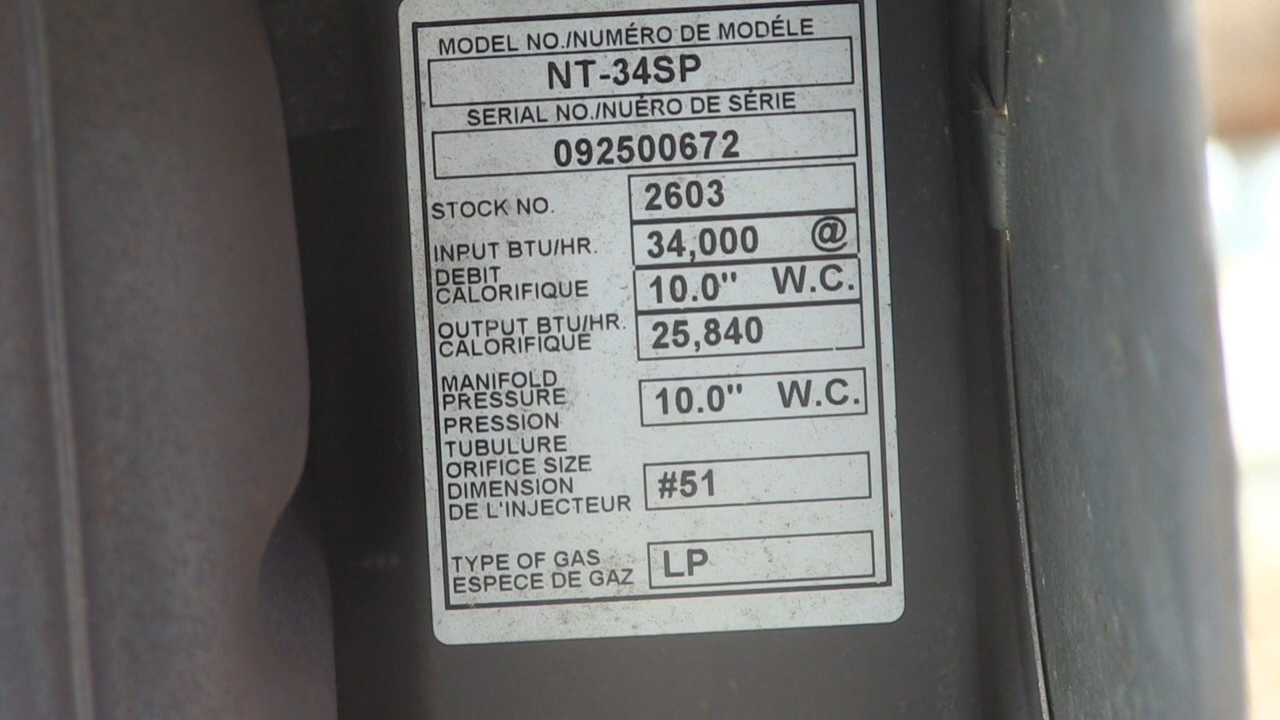 MODEL NO./NUMÉRO DE MODÉLE
NT-34SP
SERIAL NO./NUÉRO DE SÉRIE
092500672
STOCK NO. 2603
INPUT BTU/HR. 34,000 @
DEBIT
CALORIFIQUE 10.0" W.C.
OUTPUT BTU/HR. 25,840
CALORIFIQUE
MANIFOLD
PRESSURE 10.0" W.C.
PRESSION
TUBULURE
ORIFICE SIZE
DIMENSION #51
DE L'INJECTEUR
TYPE OF GAS LP
ESPECE DE GAZ